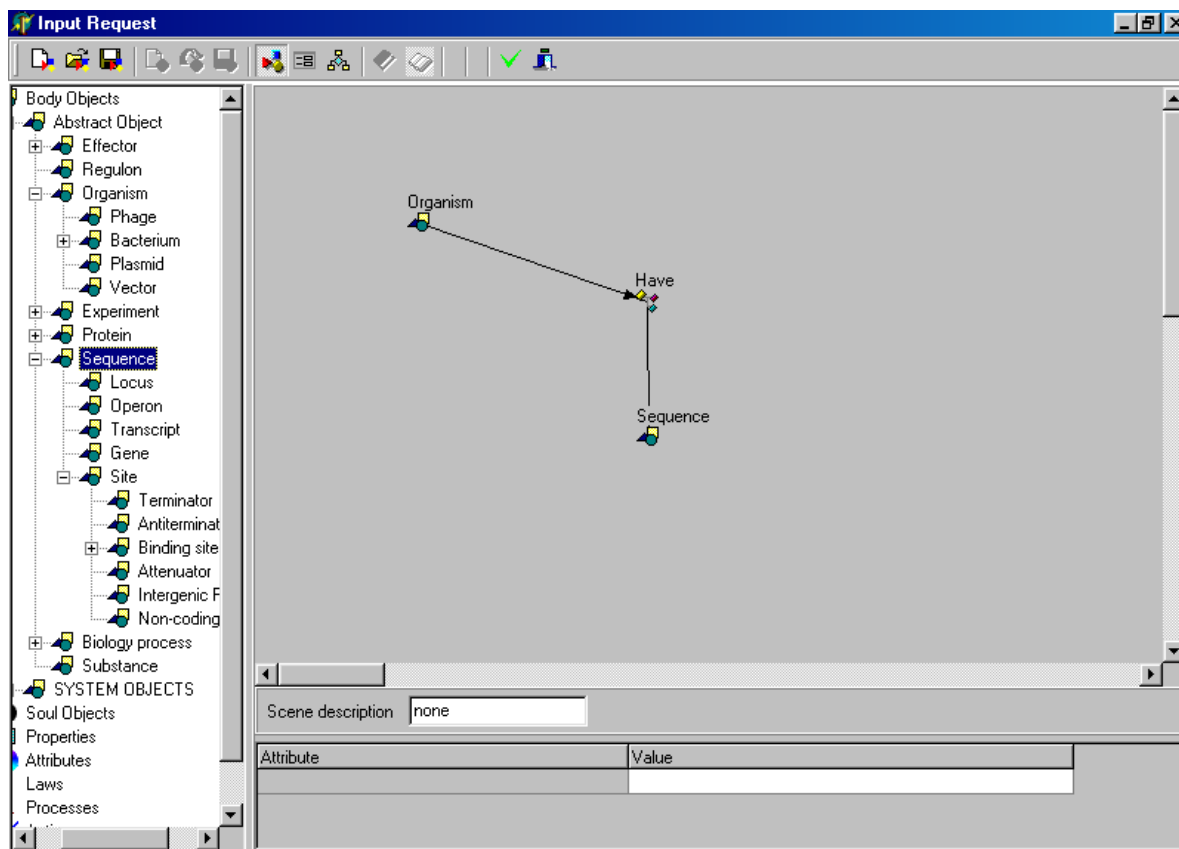 Input Request
Body Objects
Abstract Object
Effector
Regulon
Organism
Phage
Bacterium
Plasmid
Vector
Experiment
Protein
Sequence
Locus
Operon
Transcript
Gene
Site
Terminator
Antiterminat
Binding site
Attenuator
Intergenic F
Non-coding
Biology process
Substance
SYSTEM OBJECTS
Soul Objects
Properties
Attributes
Laws
Processes
Organism
Have
Sequence
Scene description none
Attribute Value